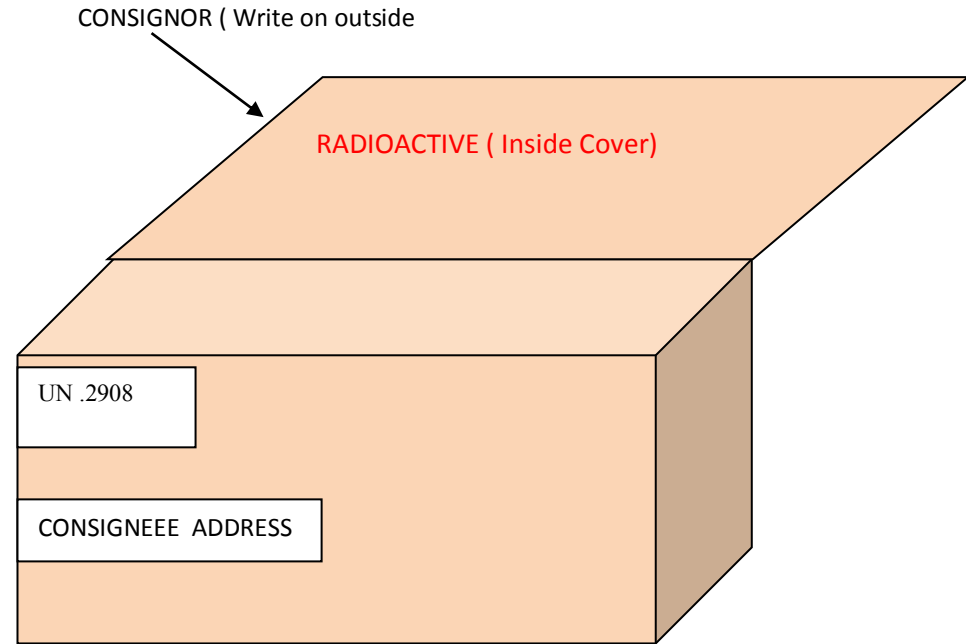 CONSIGNOR ( Write on outside
RADIOACTIVE ( Inside Cover)
UN .2908
CONSIGNEEE ADDRESS